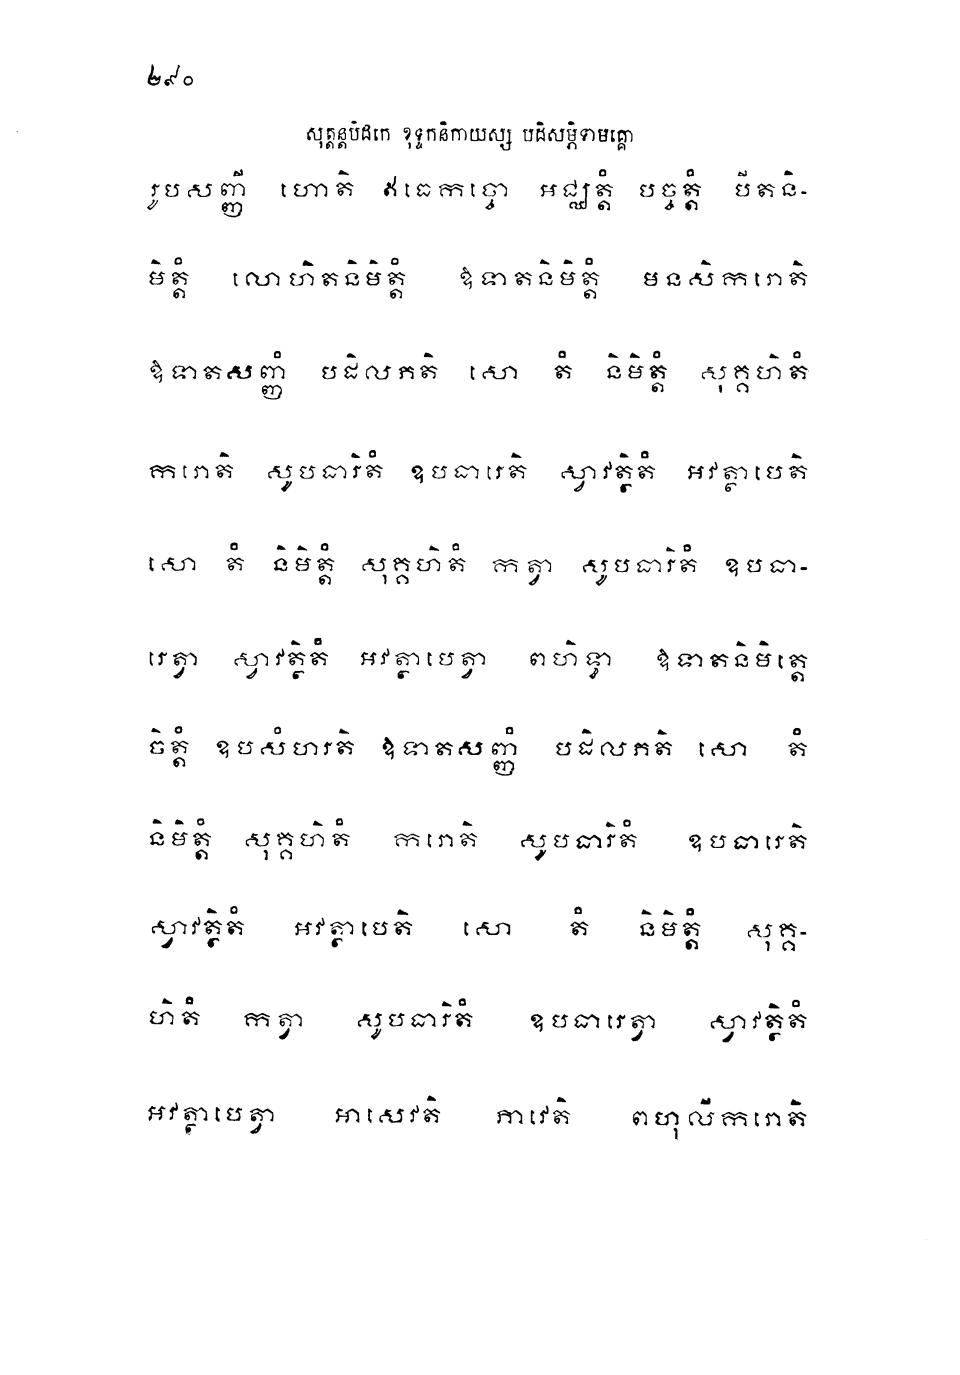 ២៩០
សុត្តន្តបិដកេ ខុទ្ទកនិកាយស្ស បដិសម្ភិទាមគ្គោ
រូបសញ្ញី ហោតិ ឥធេកច្ចោ អជ្ឈត្តំ បច្ចត្តំ បីតនិ-
មិត្តំ លោហិតនិមិត្តំ ឱទាតនិមិត្តំ មនសិករោតិ
ឱទាតសញ្ញំ បដិលភតិ សោ តំ និមិត្តំ សុគ្គហិតំ
ករោតិ សូបធារិតំ ឧបធារេតិ ស្វាវត្ថិតំ អវត្ថាបេតិ
សោ តំ និមិត្តំ សុគ្គហិតំ កត្វា សូបធារិតំ ឧបធា-
រេត្វា ស្វាវត្ថិតំ អវត្ថាបេត្វា ពហិទ្ធា ឱទាតនិមិត្តេ
ចិត្តំ ឧបសំហរតិ ឱទាតសញ្ញំ បដិលភតិ សោ តំ
និមិត្តំ សុគ្គហិតំ ករោតិ សូបធារិតំ ឧបធារេតិ
ស្វាវត្ថិតំ អវត្ថាបេតិ សោ តំ និមិត្តំ សុគ្គ-
ហិតំ កត្វា សូបធារិតំ ឧបធារេត្វា ស្វាវត្ថិតំ
អវត្ថាបេត្វា អាសេវតិ ភាវេតិ ពហុលីករោតិ